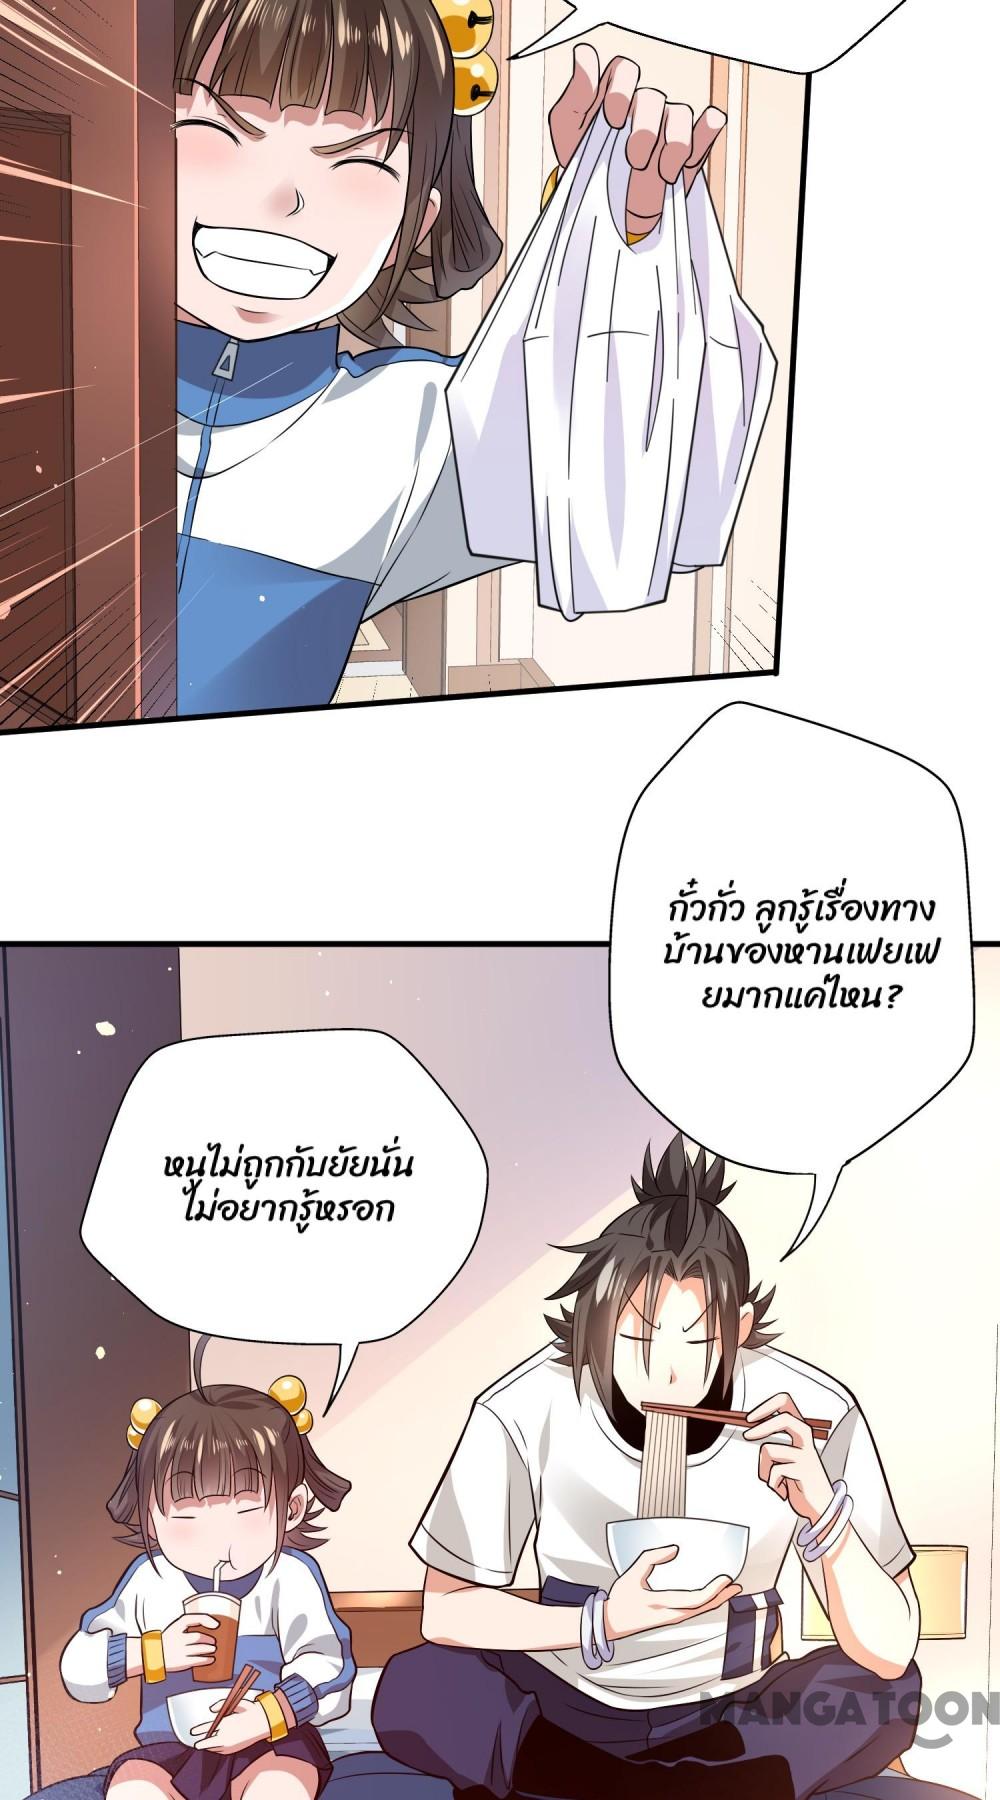 กั๋วกั่ว ลูกรู้เรื่องทาง
บ้านของหานเฟยเฟ
ยมากแค่ไหน?
หนูไม่ถูกกับยัยนั่น
ไม่อยากรู้หรอก
MANGATOON